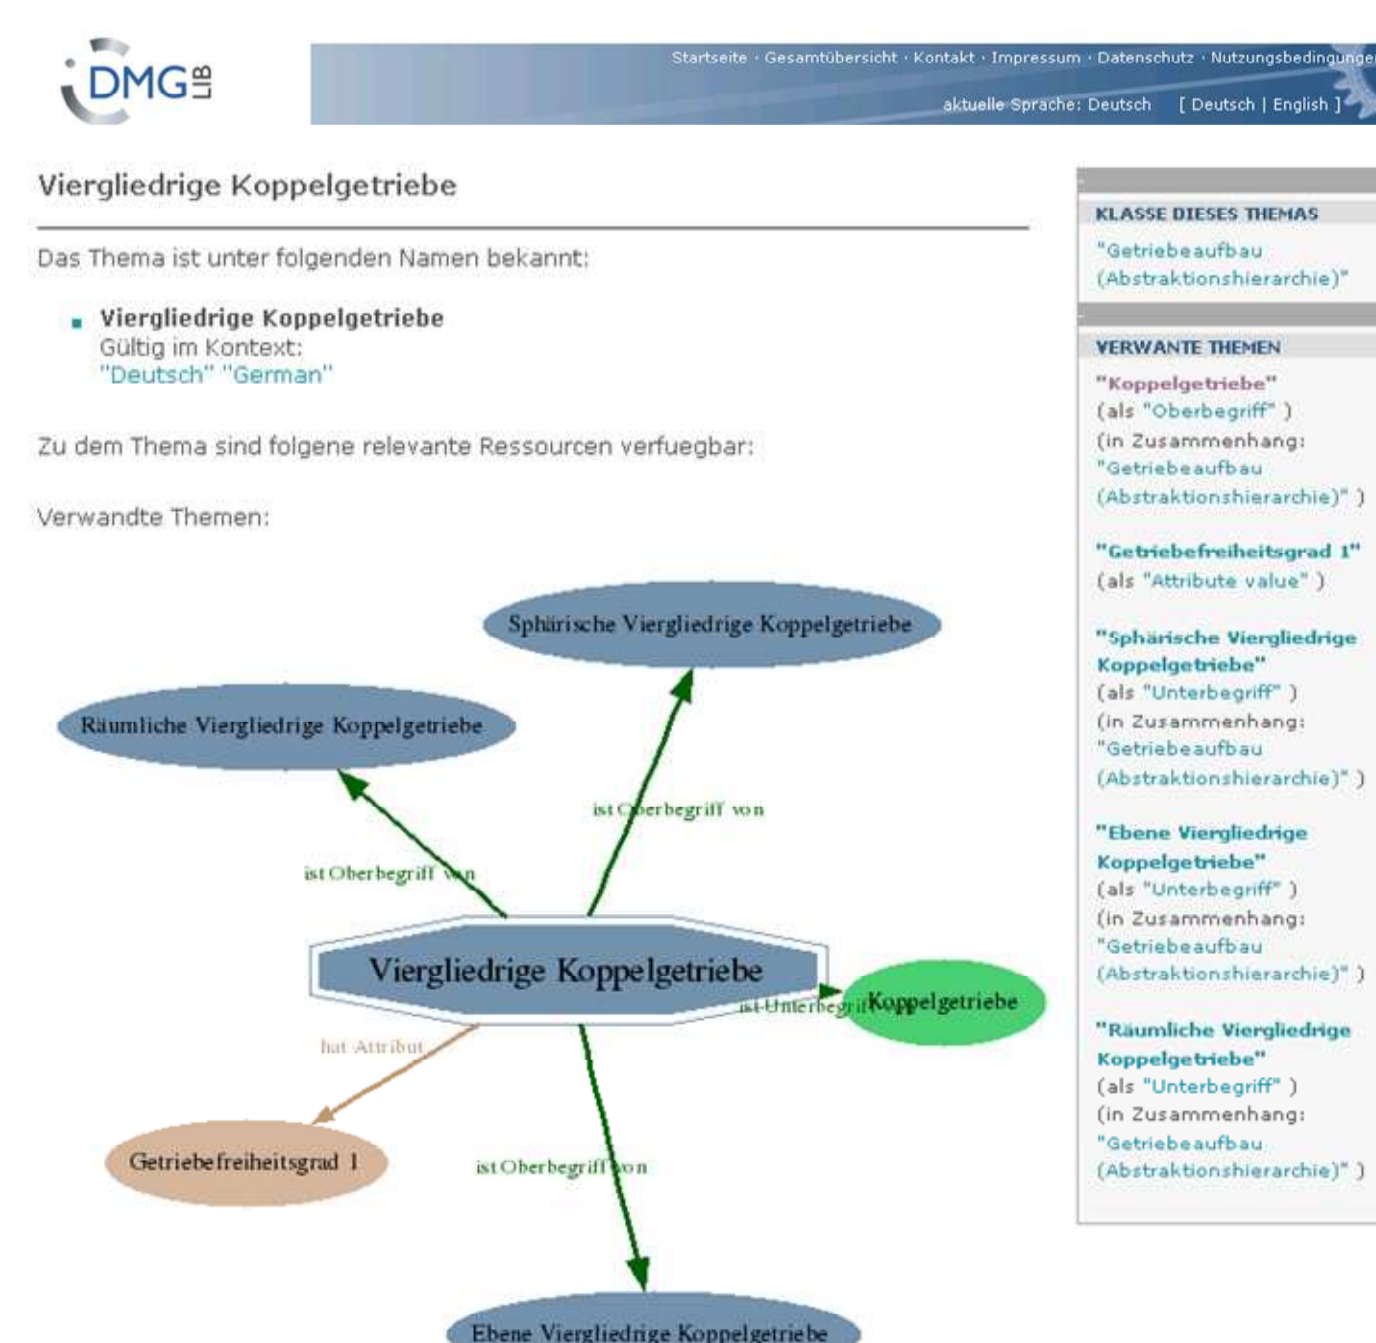 DMG LIB
Startseite · Gesamtübersicht · Kontakt · Impressum · Datenschutz · Nutzungsbedingungen
aktuelle Sprache: Deutsch [ Deutsch | English ]
Viergliedrige Koppelgetriebe
Das Thema ist unter folgenden Namen bekannt:
Viergliedrige Koppelgetriebe
Gültig im Kontext:
"Deutsch" "German"
Zu dem Thema sind folgene relevante Ressourcen verfuegbar:
Verwandte Themen:
Sphärische Viergliedrige Koppelgetriebe
Räumliche Viergliedrige Koppelgetriebe
ist Oberbegriff von
ist Oberbegriff von
Viergliedrige Koppelgetriebe
ist Unterbegriff von
Koppelgetriebe
hat Attribut
Getriebefreiheitsgrad 1
ist Oberbegriff von
Ebene Viergliedrige Koppelgetriebe
KLASSE DIESES THEMAS
"Getriebeaufbau
(Abstraktionshierarchie)"
VERWANTE THEMEN
"Koppelgetriebe"
(als "Oberbegriff" )
(in Zusammenhang:
"Getriebeaufbau
(Abstraktionshierarchie)" )
"Getriebefreiheitsgrad 1"
(als "Attribute value" )
"Sphärische Viergliedrige
Koppelgetriebe"
(als "Unterbegriff" )
(in Zusammenhang:
"Getriebeaufbau
(Abstraktionshierarchie)" )
"Ebene Viergliedrige
Koppelgetriebe"
(als "Unterbegriff" )
(in Zusammenhang:
"Getriebeaufbau
(Abstraktionshierarchie)" )
"Räumliche Viergliedrige
Koppelgetriebe"
(als "Unterbegriff" )
(in Zusammenhang:
"Getriebeaufbau
(Abstraktionshierarchie)" )